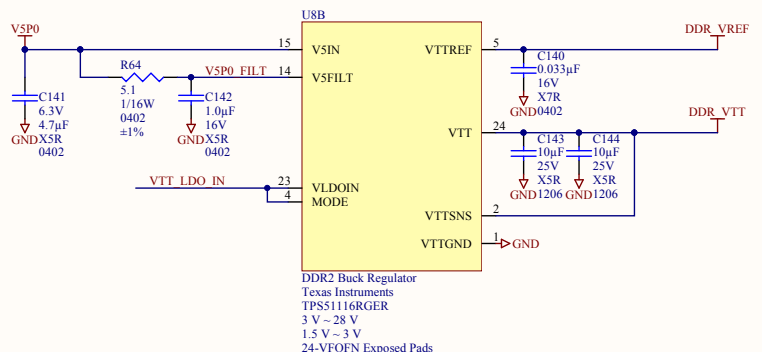 U8B
V5P0
15
V5IN
VTTREF
5
DDR_VREF
R64
5.1
1/16W
0402
±1%
V5P0_FILT
14
V5FILT
C140
0.033µF
16V
X7R
0402
GND
C141
6.3V
4.7µF
X5R
0402
GND
C142
1.0µF
16V
X5R
0402
GND
VTT
24
DDR_VTT
C143
10µF
25V
X5R
1206
GND
C144
10µF
25V
X5R
1206
GND
VTT_LDO_IN
23
VLDOIN
4
MODE
VTTSNS
2
VTTGND
1
GND
DDR2 Buck Regulator
Texas Instruments
TPS51116RGER
3 V ~ 28 V
1.5 V ~ 3 V
24-VFQFN Exposed Pads